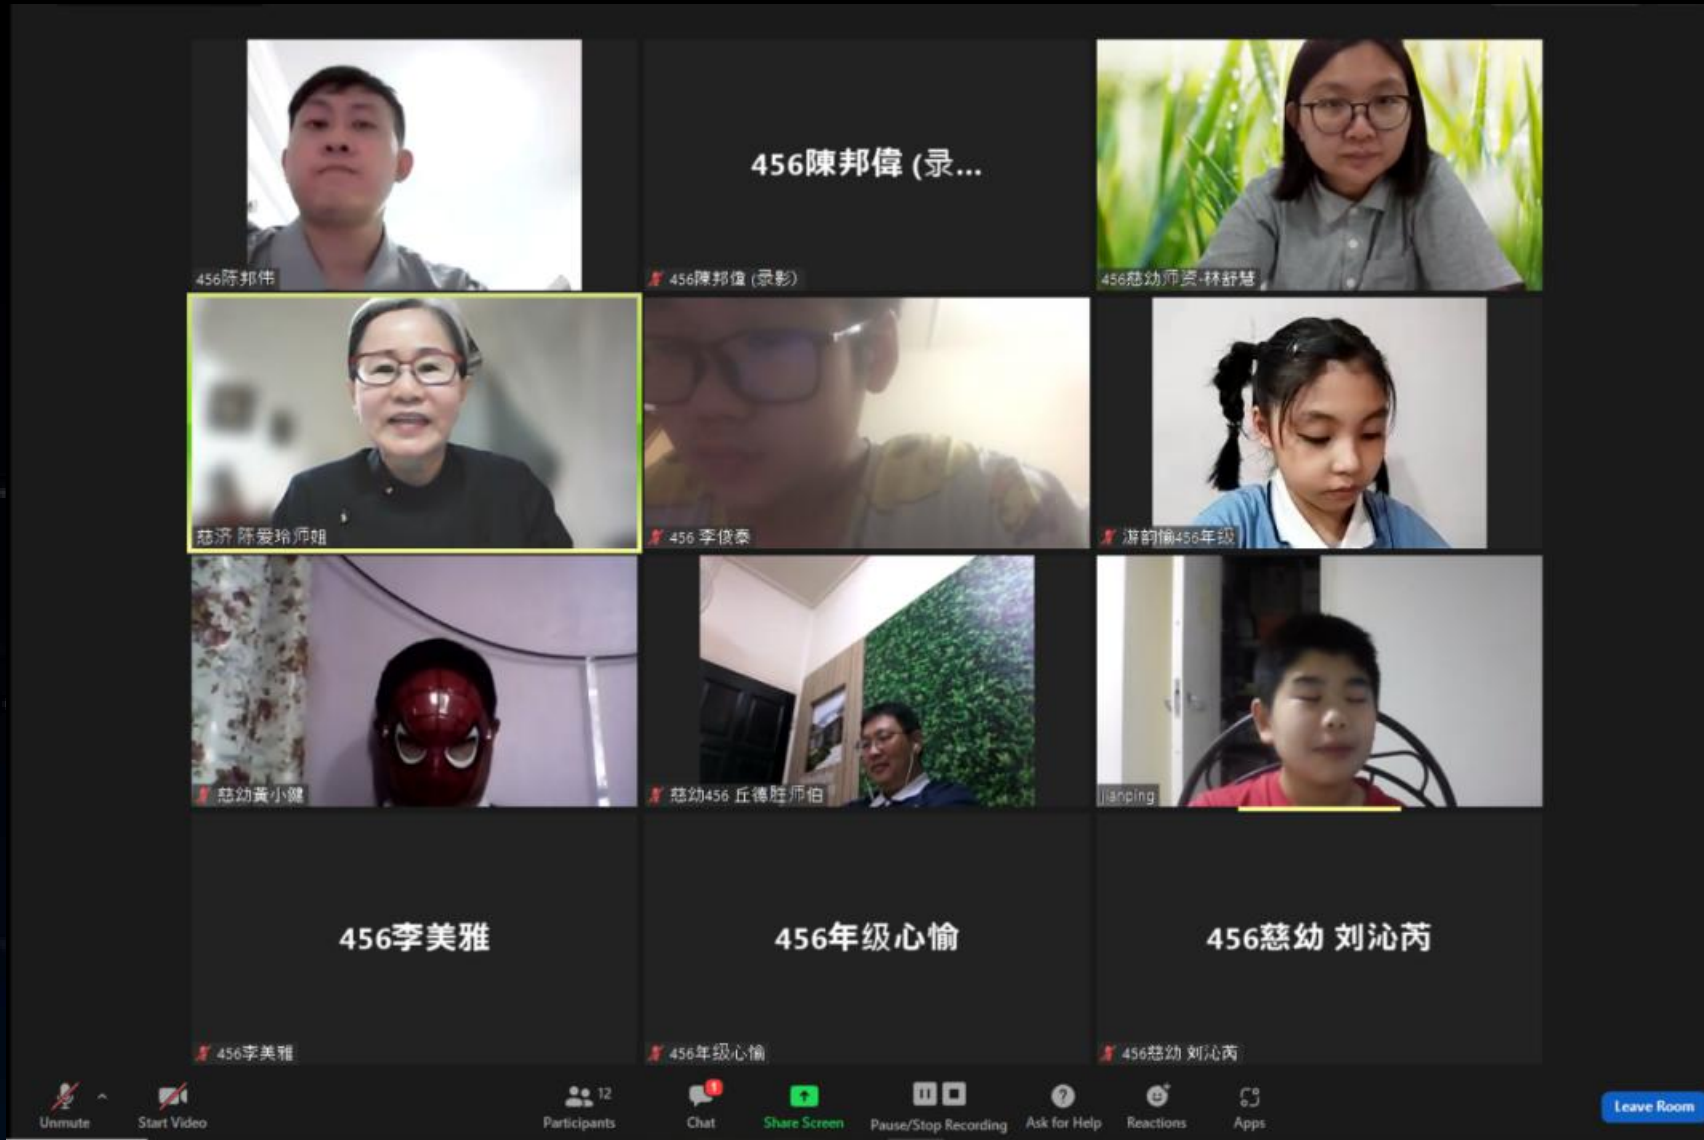 456陳邦偉 (录...
456陈邦伟
456陳邦偉 (录影)
456慈幼师资-林舒慧
慈济 陈爱玲师姐
456 李俊泰
游韵愉456年级
慈幼黃小健
慈幼456 丘德胜师伯
jianping
456李美雅
456年级心愉
456慈幼 刘沁芮
456李美雅
456年级心愉
456慈幼 刘沁芮
Unmute
Start Video
12
Participants
1
Chat
Share Screen
Pause/Stop Recording
Ask for Help
Reactions
Apps
Leave Room